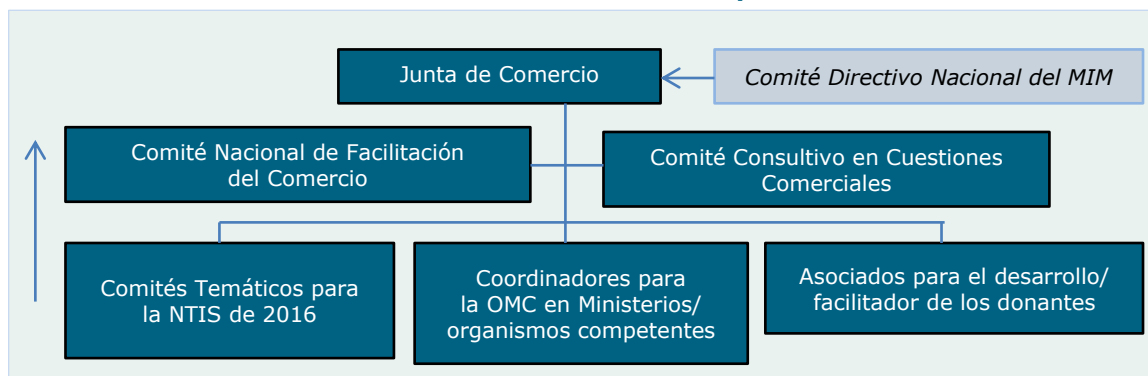 Junta de Comercio
Comité Directivo Nacional del MIM
Comité Nacional de Facilitación
del Comercio
Comité Consultivo en Cuestiones
Comerciales
Comités Temáticos para
la NTIS de 2016
Coordinadores para
la OMC en Ministerios/
organismos competentes
Asociados para el desarrollo/
facilitador de los donantes